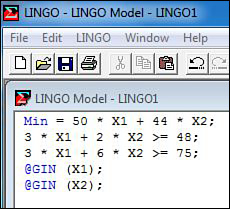 LINGO - LINGO Model - LINGO1
File Edit LINGO Window Help
LINGO Model - LINGO1
Min = 50 * X1 + 44 * X2;
3 * X1 + 2 * X2 >= 48;
3 * X1 + 6 * X2 >= 75;
@GIN (X1);
@GIN (X2);